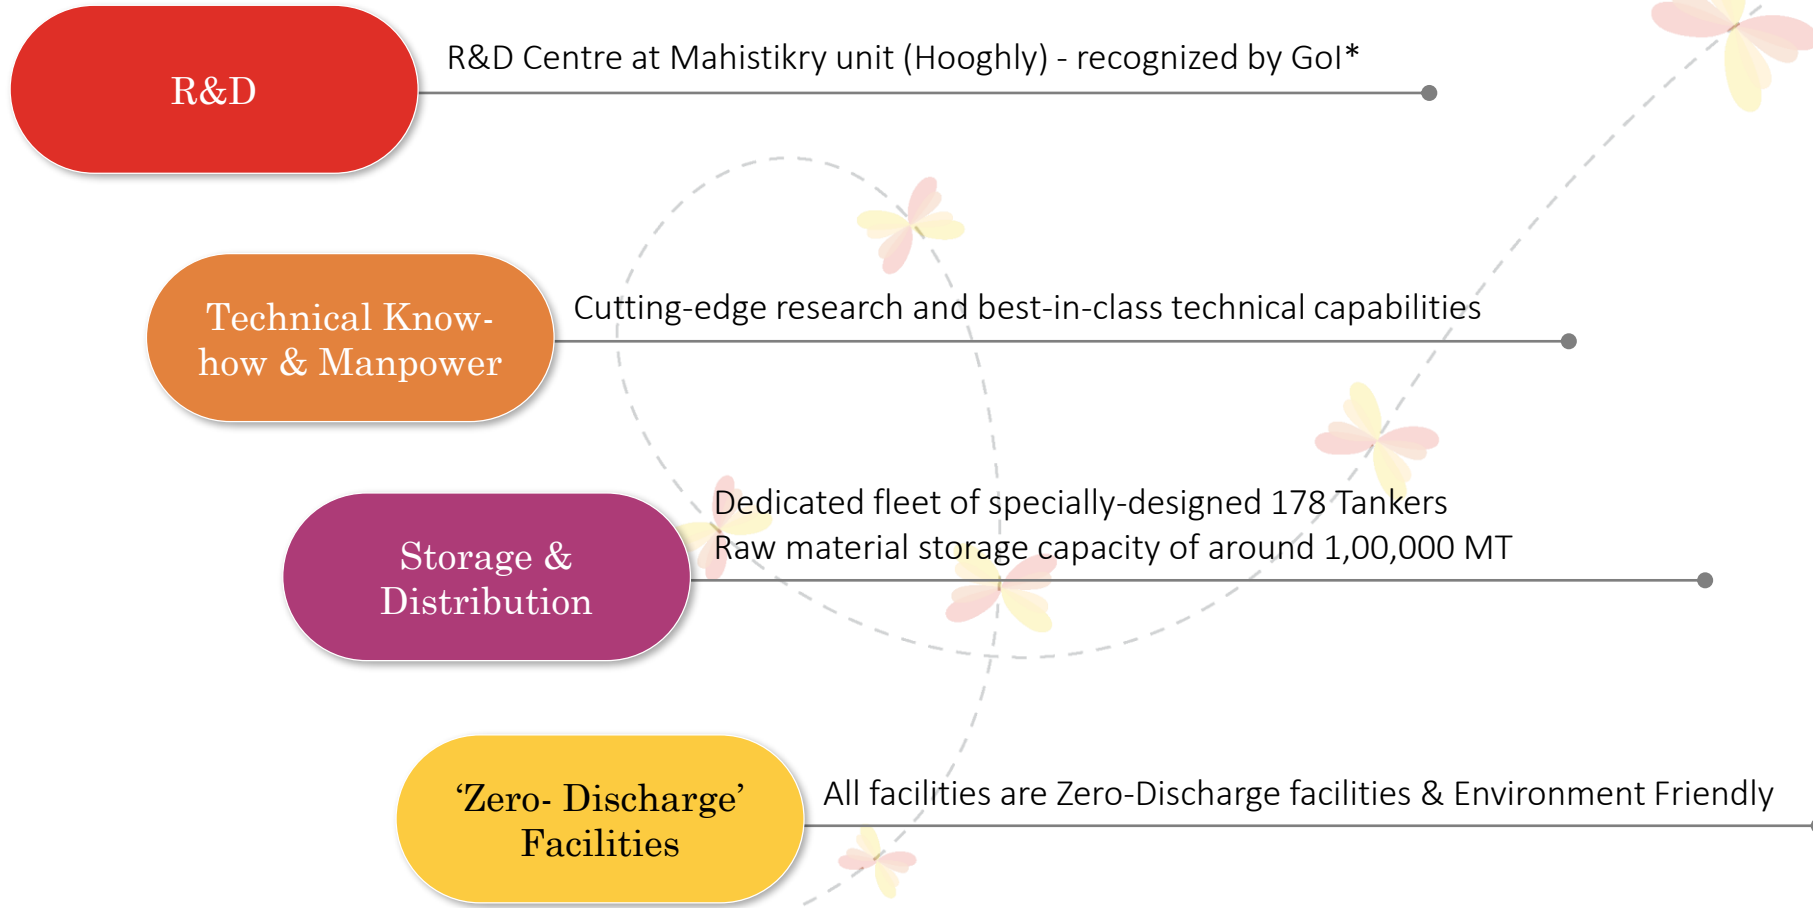 R&D
R&D Centre at Mahistikry unit (Hooghly) - recognized by GoI*
Technical Know-
how & Manpower
Cutting-edge research and best-in-class technical capabilities
Storage &
Distribution
Dedicated fleet of specially-designed 178 Tankers
Raw material storage capacity of around 1,00,000 MT
‘Zero- Discharge’
Facilities
All facilities are Zero-Discharge facilities & Environment Friendly